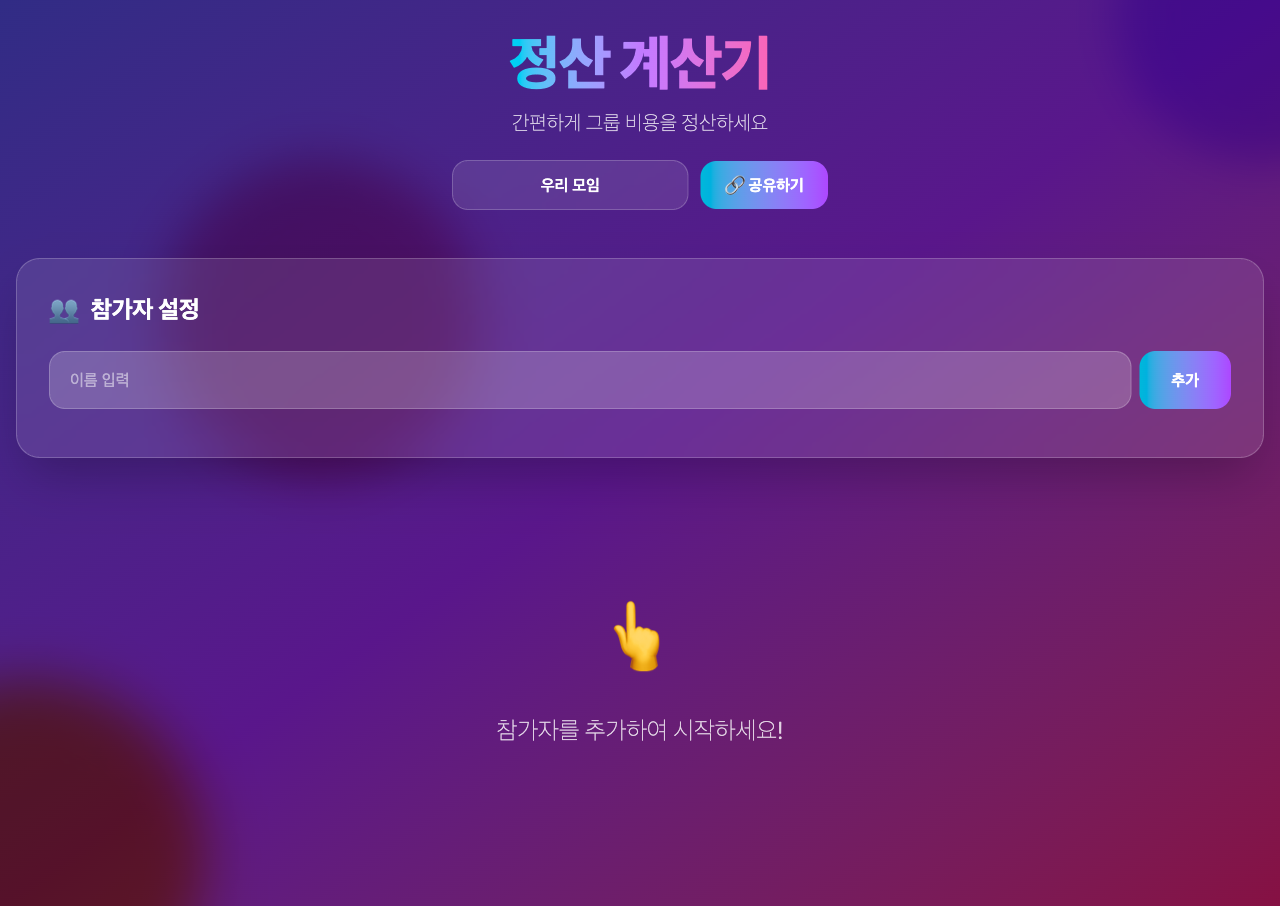 정산 계산기
간편하게 그룹 비용을 정산하세요
우리 모임
🔗 공유하기
👥 참가자 설정
이름 입력
추가
👆
참가자를 추가하여 시작하세요!